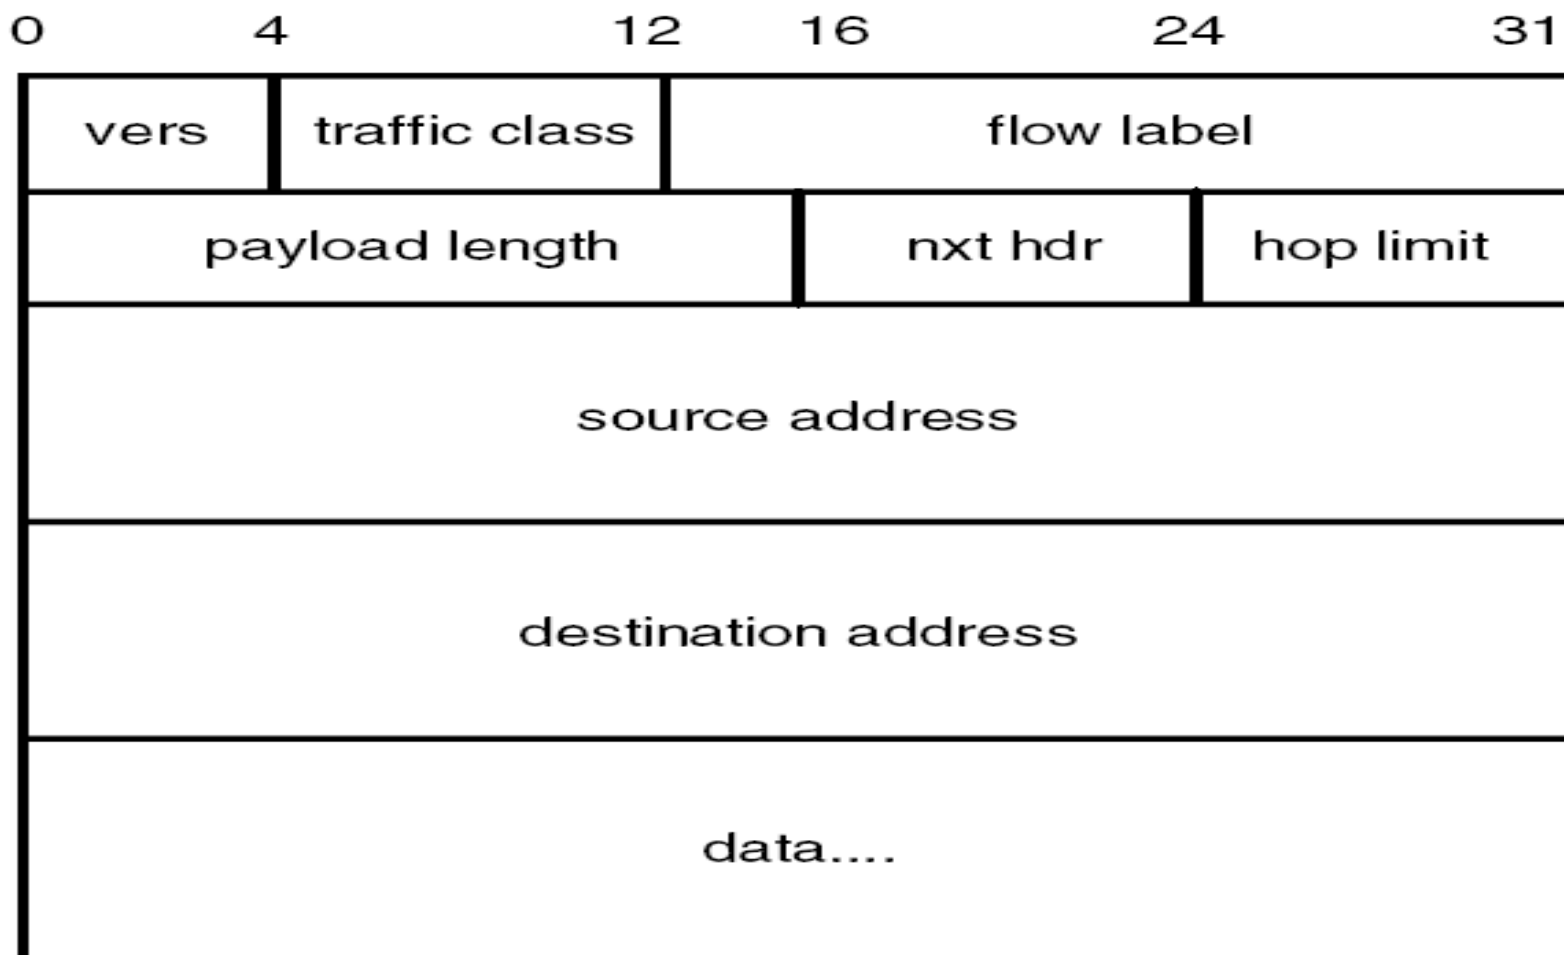 0 4 12 16 24 31
vers traffic class flow label
payload length nxt hdr hop limit
source address
destination address
data....